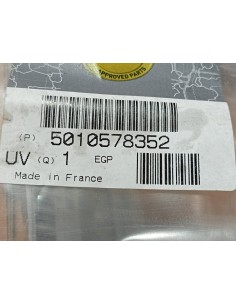 APPROVED PARTS
(P) 5010578352
UV (Q) 1 EGP
Made in France